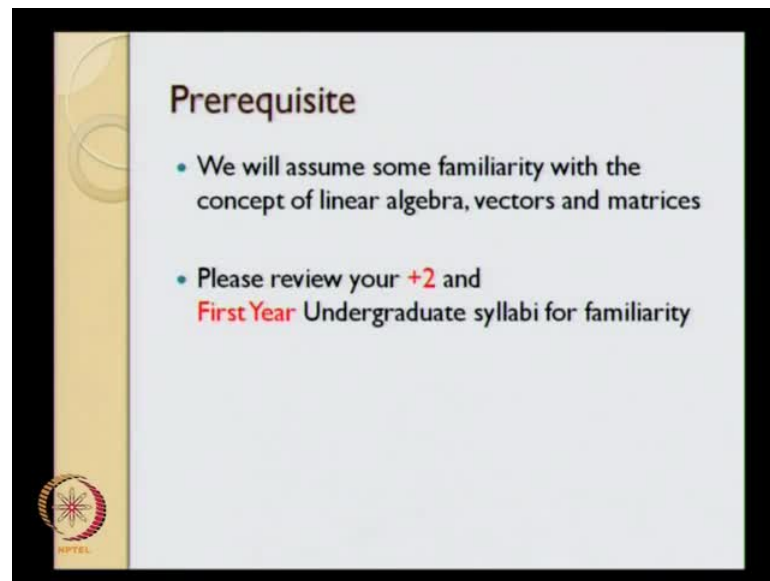 Prerequisite
• We will assume some familiarity with the
concept of linear algebra, vectors and matrices
• Please review your +2 and
First Year Undergraduate syllabi for familiarity
NPTEL